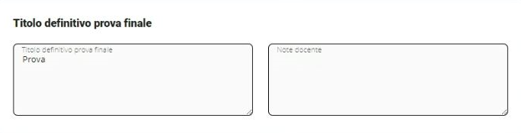 Titolo definitivo prova finale
Titolo definitivo prova finale
Note docente
Prova